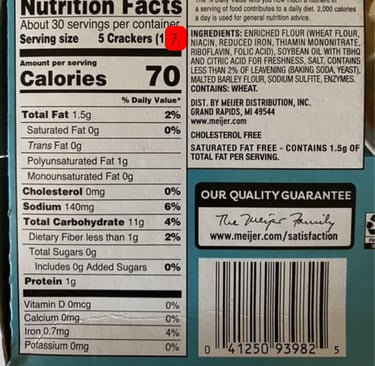 Nutrition Facts
About 30 servings per container
Serving size 5 Crackers (1 7.
Amount per serving
Calories 70
% Daily Value*
Total Fat 1.5g 2%
Saturated Fat 0g 0%
Trans Fat 0g
Polyunsaturated Fat 1g
Monounsaturated Fat 0g
Cholesterol 0mg 0%
Sodium 140mg 6%
Total Carbohydrate 11g 4%
Dietary Fiber less than 1g 2%
Total Sugars 0g
Includes 0g Added Sugars 0%
Protein 1g
Vitamin D 0mcg 0%
Calcium 0mg 0%
Iron 0.7mg 4%
Potassium 0mg 0%
a serving of food contributes to a daily diet. 2,000 calories
a day is used for general nutrition advice.
INGREDIENTS: ENRICHED FLOUR (WHEAT FLOUR,
NIACIN, REDUCED IRON, THIAMIN MONONITRATE,
RIBOFLAVIN, FOLIC ACID), SOYBEAN OIL WITH TBHQ
AND CITRIC ACID FOR FRESHNESS, SALT, CONTAINS
LESS THAN 2% OF LEAVENING (BAKING SODA, YEAST),
MALTED BARLEY FLOUR, SODIUM SULFITE, ENZYMES.
CONTAINS: WHEAT.
DIST. BY MEIJER DISTRIBUTION, INC.
GRAND RAPIDS, MI 49544
www.meijer.com
CHOLESTEROL FREE
SATURATED FAT FREE - CONTAINS 1.5g OF
TOTAL FAT PER SERVING.
OUR QUALITY GUARANTEE
The Meijer Family
www.meijer.com/satisfaction
0 41250 93982 5